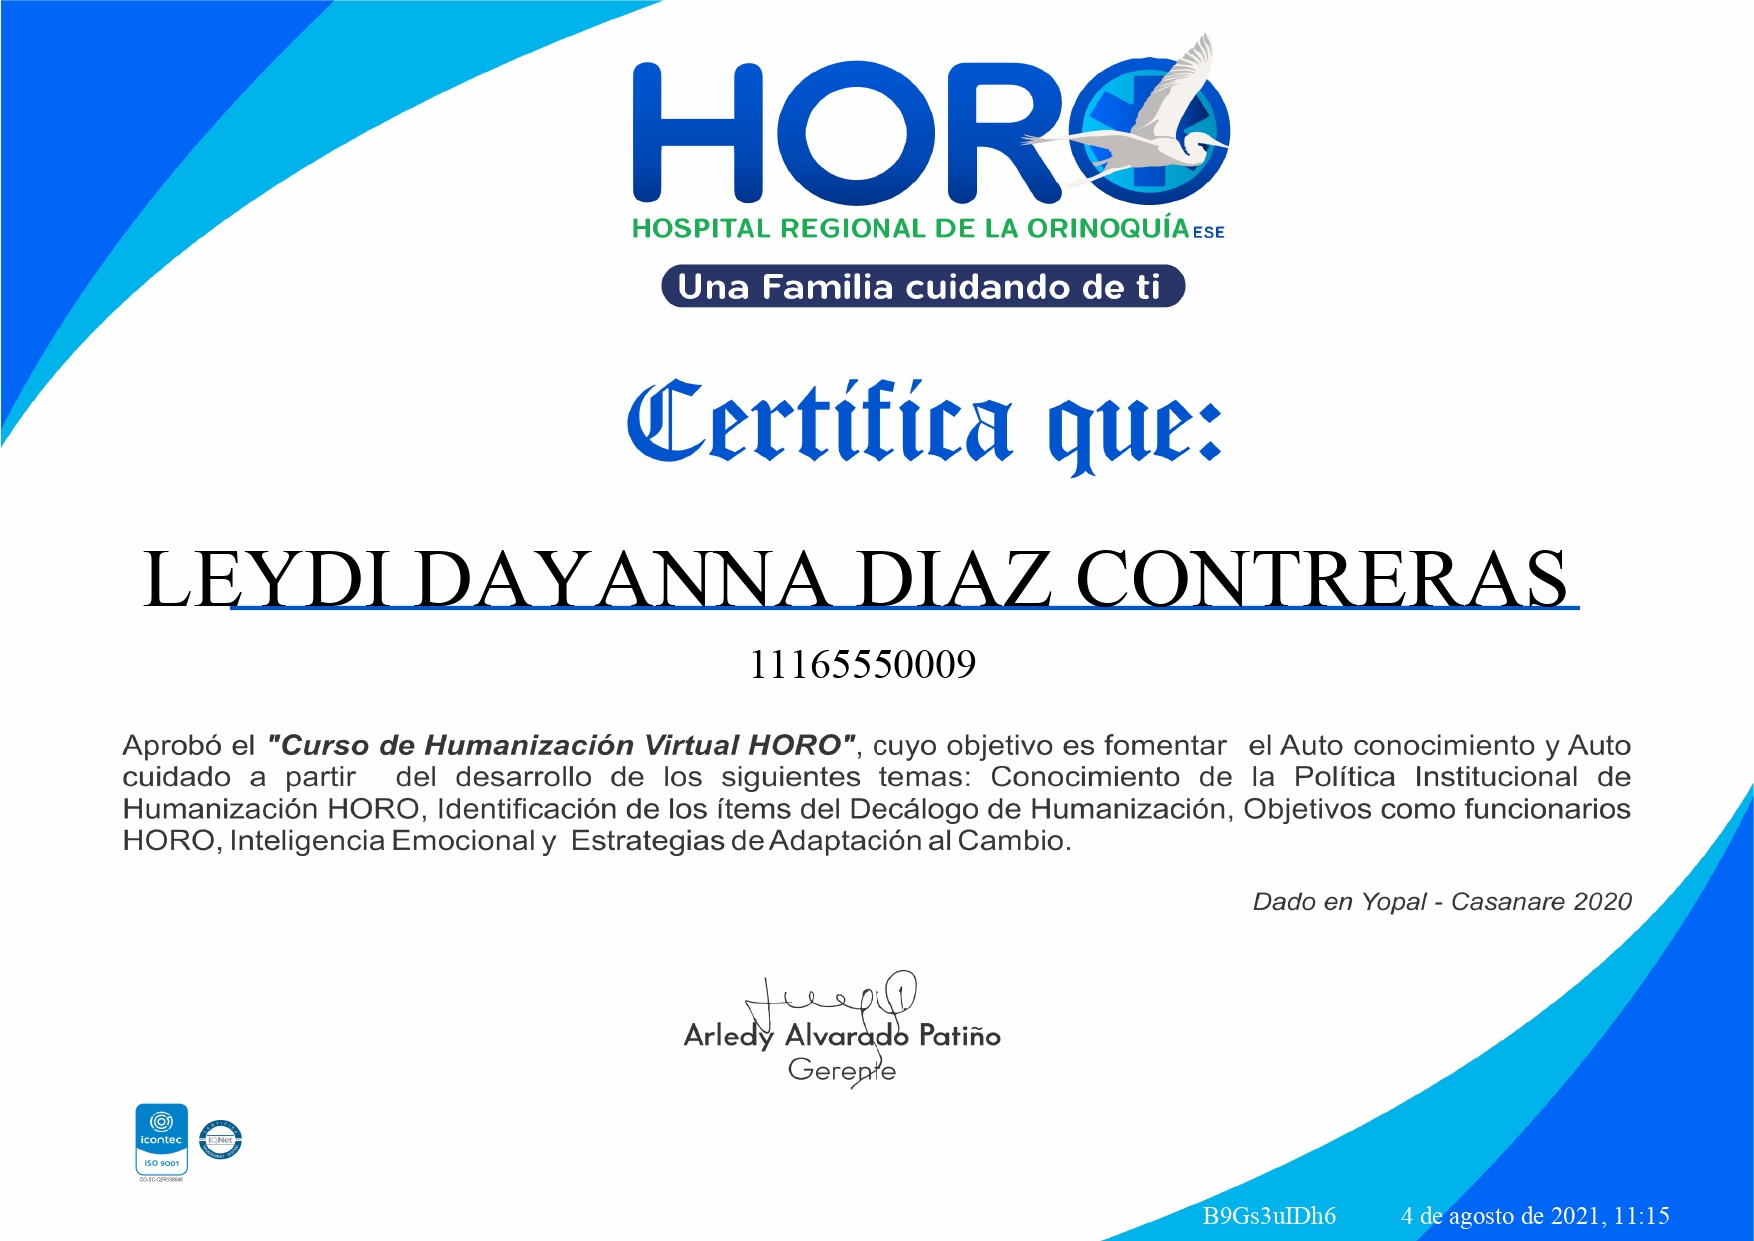 HORO
HOSPITAL REGIONAL DE LA ORINOQUÍA ESE
Una Familia cuidando de ti
Certifica que:
LEYDI DAYANNA DIAZ CONTRERAS
11165550009
Aprobó el "Curso de Humanización Virtual HORO", cuyo objetivo es fomentar el Auto conocimiento y Auto
cuidado a partir del desarrollo de los siguientes temas: Conocimiento de la Política Institucional de
Humanización HORO, Identificación de los ítems del Decálogo de Humanización, Objetivos como funcionarios
HORO, Inteligencia Emocional y Estrategias de Adaptación al Cambio.
Dado en Yopal - Casanare 2020
Arledy Alvarado Patiño
Gerente
icontec
ISO 9001
IQNet
B9Gs3uIDh6 4 de agosto de 2021, 11:15